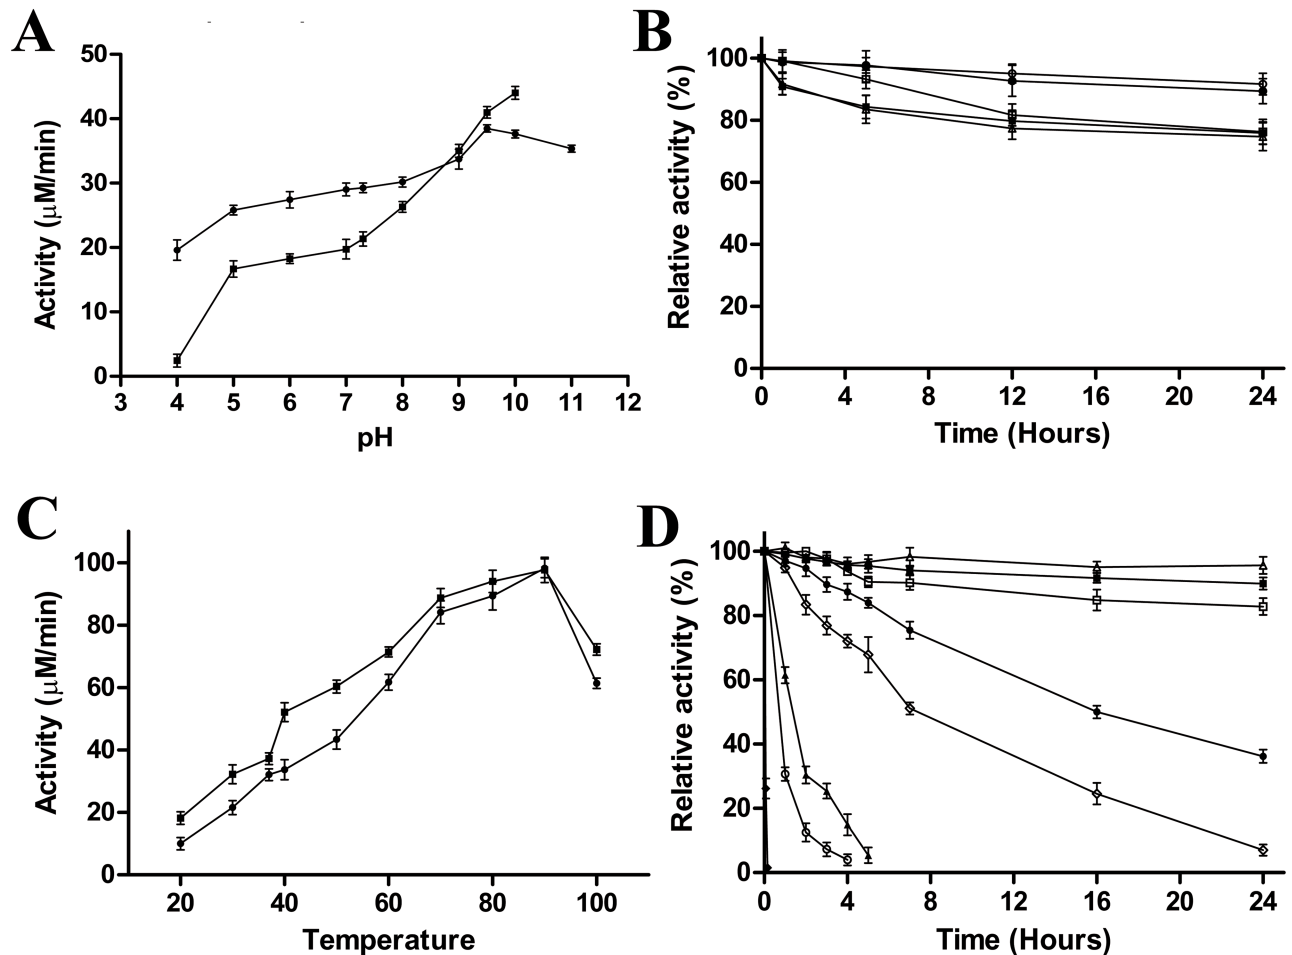 A
50
40
30
20
10
0
Activity (μM/min)
3 4 5 6 7 8 9 10 11 12
pH
B
100
80
60
40
20
0
Relative activity (%)
0 4 8 12 16 20 24
Time (Hours)
C
100
80
60
40
20
0
Activity (μM/min)
20 40 60 80 100
Temperature
D
100
80
60
40
20
0
Relative activity (%)
0 4 8 12 16 20 24
Time (Hours)